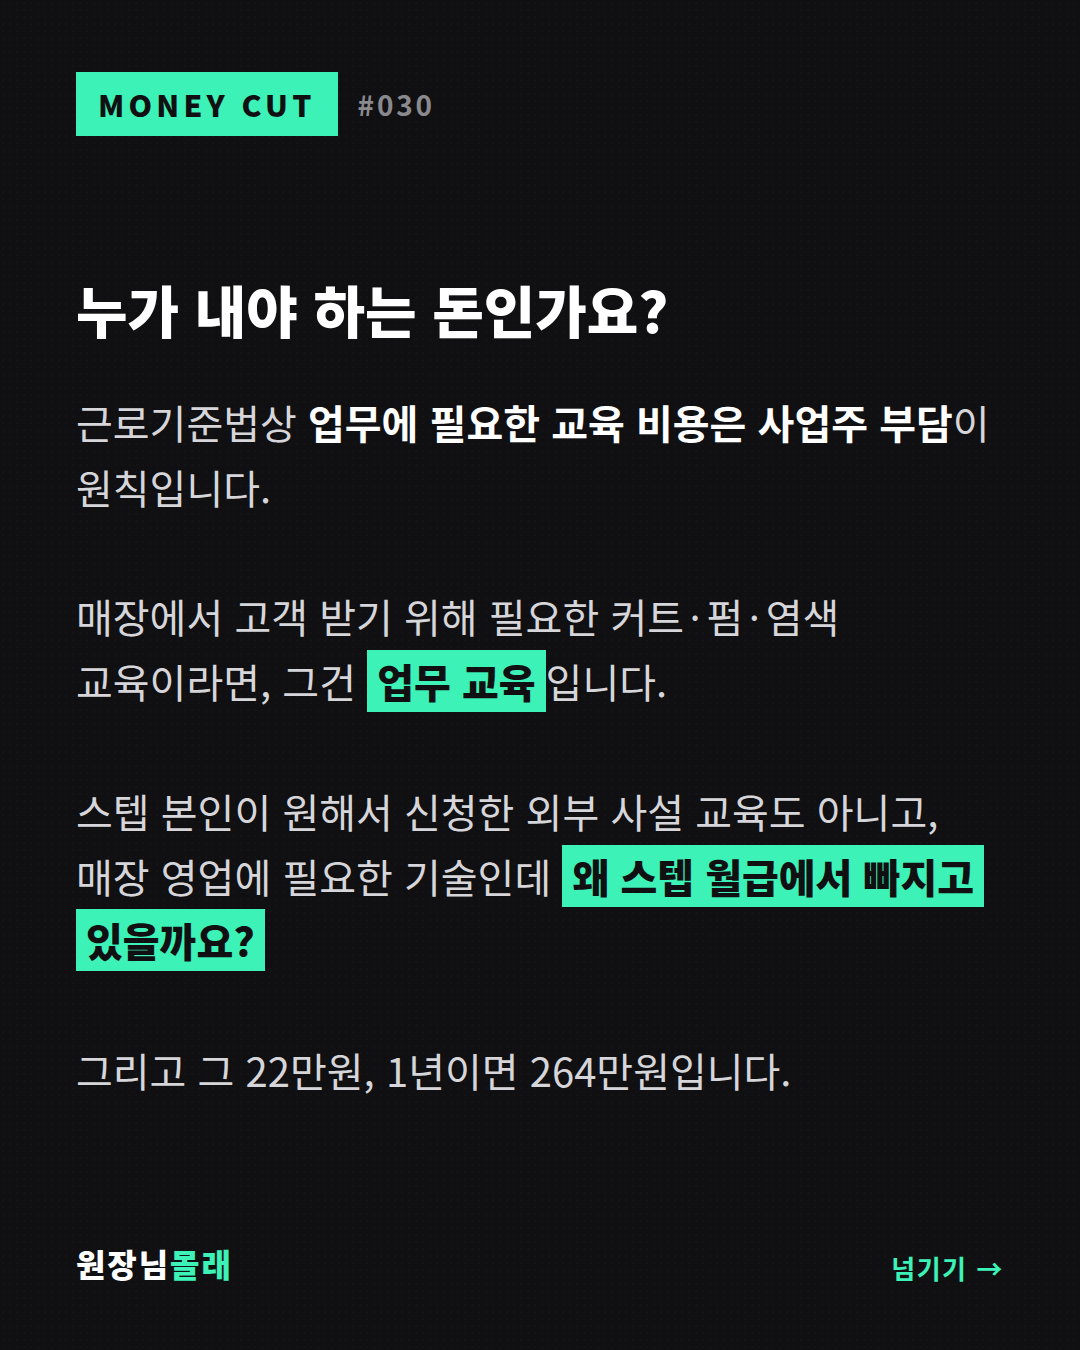 MONEY CUT #030
누가 내야 하는 돈인가요?
근로기준법상 업무에 필요한 교육 비용은 사업주 부담이
원칙입니다.
매장에서 고객 받기 위해 필요한 커트·펌·염색
교육이라면, 그건 업무 교육입니다.
스텝 본인이 원해서 신청한 외부 사설 교육도 아니고,
매장 영업에 필요한 기술인데 왜 스텝 월급에서 빠지고
있을까요?
그리고 그 22만원, 1년이면 264만원입니다.
원장님몰래
넘기기 →